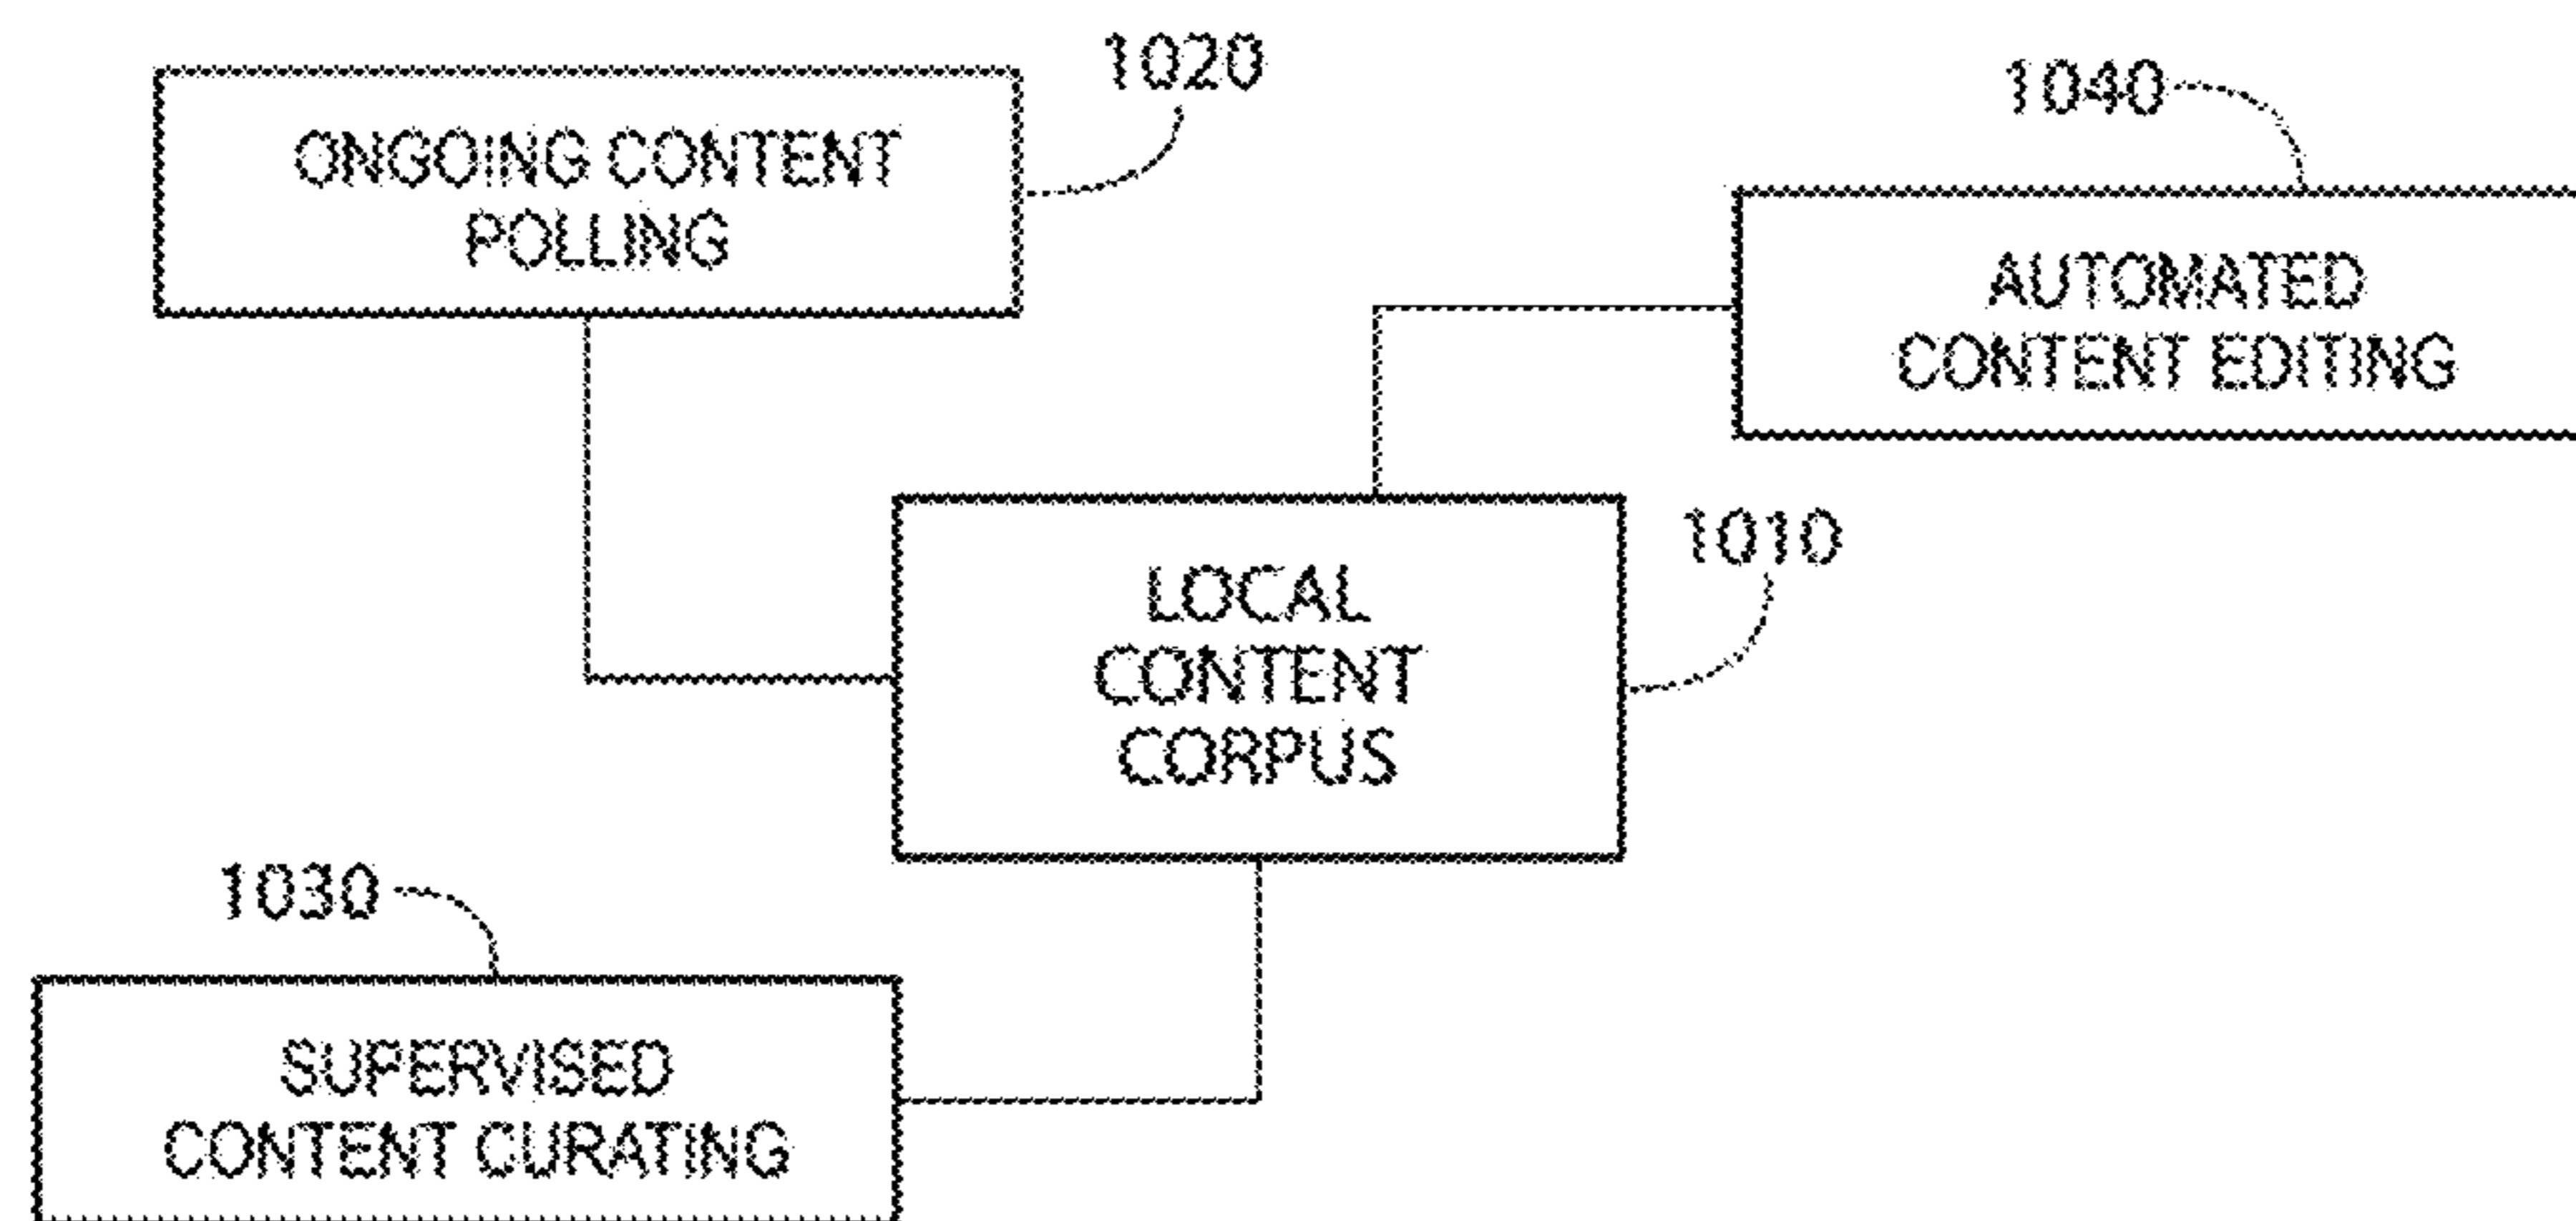 1020
ONGOING CONTENT
POLLING
1040
AUTOMATED
CONTENT EDITING
1010
LOCAL
CONTENT
CORPUS
1030
SUPERVISED
CONTENT CURATING